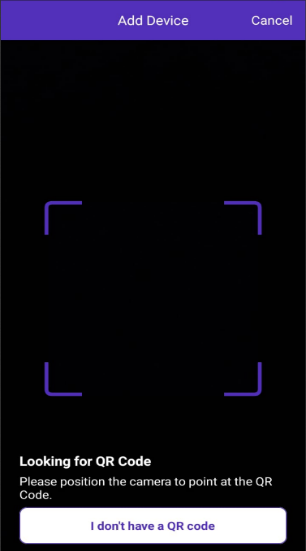 Add Device
Cancel
Looking for QR Code
Please position the camera to point at the QR
Code.
I don't have a QR code